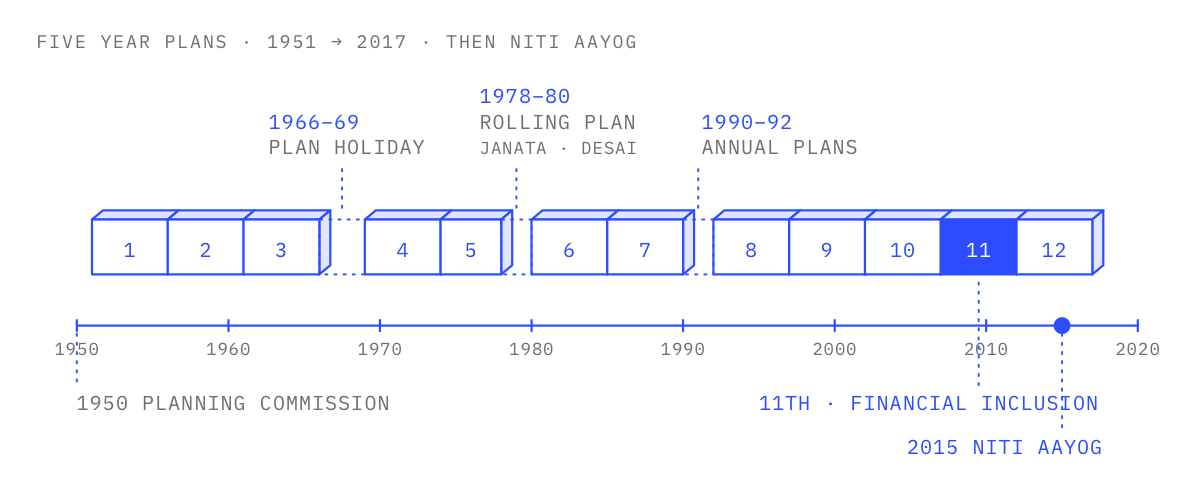 FIVE YEAR PLANS · 1951 → 2017 · THEN NITI AAYOG
1978–80
1966–69
ROLLING PLAN
1990–92
PLAN HOLIDAY
JANATA · DESAI
ANNUAL PLANS
1 2 3 4 5 6 7 8 9 10 11 12
1950 1960 1970 1980 1990 2000 2010 2020
1950 PLANNING COMMISSION
11TH · FINANCIAL INCLUSION
2015 NITI AAYOG